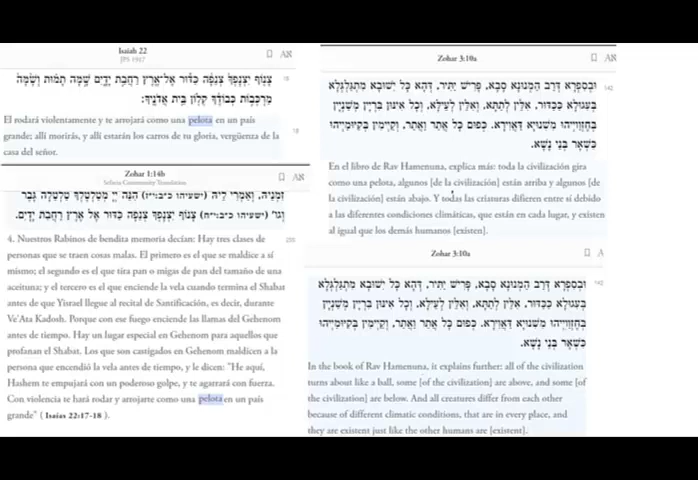 Isaiah 22
JPS 1917
צָנ֤וֹף יִצְנׇפְךָ֙ צְנֵפָ֔ה כַּדּ֕וּר אֶל־אֶ֖רֶץ רַחֲבַ֣ת יָדָ֑יִם שָׁ֣מָּה תָמ֗וּת וְשָׁ֙מָּה֙
מַרְכְּב֣וֹת כְּבוֹדֶ֔ךָ קְל֖וֹן בֵּ֥ית אֲדֹנֶֽיךָ׃
18
El rodará violentamente y te arrojará como una pelota en un país
grande; allí morirás, y allí estarán los carros de tu gloria, vergüenza de la
casa del señor.
18
Zohar 1:14b
Sefaria Community Translation
גָּבַר
וְגוֹ' צָנוֹף יִצְנָפְךָ צְנֵפָה כַּדּוּר אֶל אֶרֶץ רַחֲבַת יָדָיִם.
4. Nuestros Rabinos de bendita memoria decían: Hay tres clases de
personas que se traen cosas malas. El primero es el que se maldice a sí
mismo; el segundo es el que tira pan o migas de pan del tamaño de una
aceituna; y el tercero es el que enciende la vela cuando termina el Shabat
antes de que Yisrael llegue al recital de Santificación, es decir, durante
Ve'Ata Kadosh. Porque con ese fuego enciende las llamas del Gehenom
antes de tiempo. Hay un lugar especial en Gehenom para aquellos que
profanan el Shabat. Los que son castigados en Gehenom maldicen a la
persona que encendió la vela antes de tiempo, y le dicen: "He aquí,
Hashem te empujará con un poderoso golpe, y te agatrará con fuerza.
Con violencia te hará rodar y arrojarte como una pelota en un país
grande" ( Isaías 22:17-18 ).
Zohar 3:10a
וּבְסִפְרָא דְּרַב הַמְנוּנָא סָבָא, פָּרִישׁ יַתִּיר, דְּהָא כָּל יִשּׁוּבָא מִתְגַּלְגְּלָא
בְּעִגּוּלָא כַּכַּדּוּר, אִלֵּין לְתַתָּא, וְאִלֵּין לְעֵילָּא, וְכָל אִינּוּן בִּרְיָין מְשַׁנְּיָין
בְּחֶזְוַוייְהוּ מִשִּׁנּוּיָא דַּאֲוִירָא. כְּפוּם כָּל אֲתַר וַאֲתַר, וְקַיְימִין בְּקִיּוּמַיְיהוּ
כִּשְׁאַר בְּנֵי נָשָׁא.
142
En el libro de Rav Hamenuna, explica más: toda la civilización gira
como una pelota, algunos [de la civilización] están arriba y algunos [de
la civilización] están abajo. Y todas las criaturas difieren entre sí debido
a las diferentes condiciones climáticas, que están en cada lugar, y existen
al igual que los demás humanos [existen].
Zohar 3:10a
וּבְסִפְרָא דְּרַב הַמְנוּנָא סָבָא, פָּרִישׁ יַתִּיר, דְּהָא כָּל יִשּׁוּבָא מִתְגַּלְגְּלָא
בְּעִגּוּלָא כַּכַּדּוּר, אִלֵּין לְתַתָּא, וְאִלֵּין לְעֵילָּא, וְכָל אִינּוּן בִּרְיָין מְשַׁנְּיָין
בְּחֶזְוַוייְהוּ מִשִּׁנּוּיָא דַּאֲוִירָא. כְּפוּם כָּל אֲתַר וַאֲתַר, וְקַיְימִין בְּקִיּוּמַיְיהוּ
כִּשְׁאַר בְּנֵי נָשָׁא.
142
In the book of Rav Hamenuna, it explains further: all of the civilization
turns about like a ball, some [of the civilization] are above, and some [of
the civilization] are below. And all creatures differ from each other
because of different climatic conditions, that are in every place, and
they are existent just like the other humans are [existent].